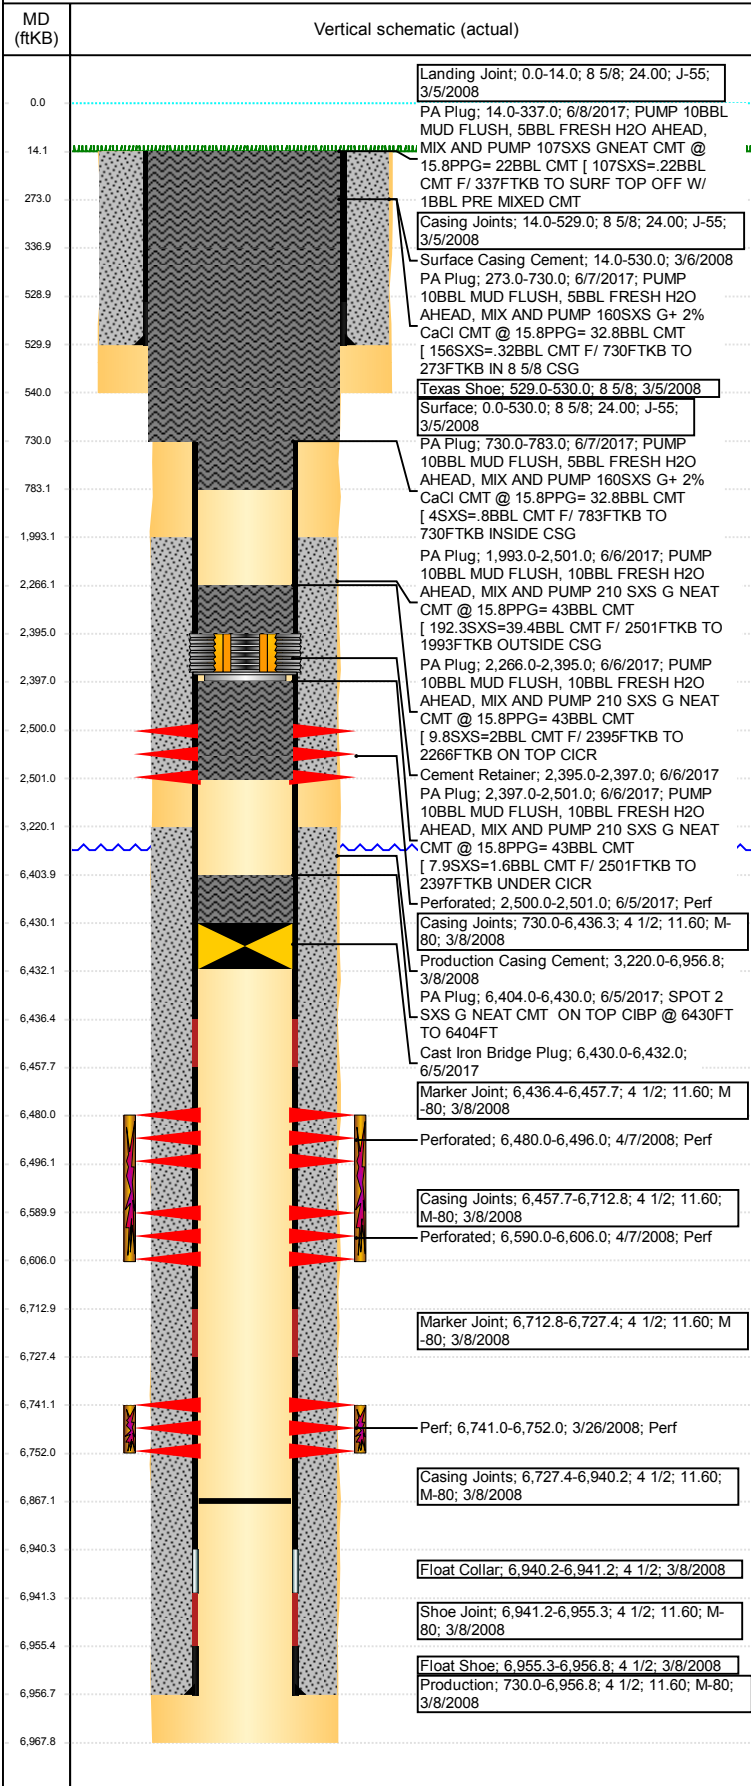 MD
(ftKB)
Vertical schematic (actual)
0.0
14.1
273.0
336.9
528.9
529.9
540.0
730.0
783.1
1,993.1
2,266.1
2,395.0
2,397.0
2,500.0
2,501.0
3,220.1
6,403.9
6,430.1
6,432.1
6,436.4
6,457.7
6,480.0
6,496.1
6,589.9
6,606.0
6,712.9
6,727.4
6,741.1
6,752.0
6,867.1
6,940.3
6,941.3
6,955.4
6,956.7
6,967.8
Landing Joint; 0.0-14.0; 8 5/8; 24.00; J-55;
3/5/2008
PA Plug; 14.0-337.0; 6/8/2017; PUMP 10BBL
MUD FLUSH, 5BBL FRESH H2O AHEAD,
MIX AND PUMP 107SXS GNEAT CMT @
15.8PPG= 22BBL CMT [ 107SXS=.22BBL
CMT F/ 337FTKB TO SURF TOP OFF W/
1BBL PRE MIXED CMT
Casing Joints; 14.0-529.0; 8 5/8; 24.00; J-55;
3/5/2008
Surface Casing Cement; 14.0-530.0; 3/6/2008
PA Plug; 273.0-730.0; 6/7/2017; PUMP
10BBL MUD FLUSH, 5BBL FRESH H2O
AHEAD, MIX AND PUMP 160SXS G+ 2%
CaCl CMT @ 15.8PPG= 32.8BBL CMT
[ 156SXS=.32BBL CMT F/ 730FTKB TO
273FTKB IN 8 5/8 CSG
Texas Shoe; 529.0-530.0; 8 5/8; 3/5/2008
Surface; 0.0-530.0; 8 5/8; 24.00; J-55;
3/5/2008
PA Plug; 730.0-783.0; 6/7/2017; PUMP
10BBL MUD FLUSH, 5BBL FRESH H2O
AHEAD, MIX AND PUMP 160SXS G+ 2%
CaCl CMT @ 15.8PPG= 32.8BBL CMT
[ 4SXS=.8BBL CMT F/ 783FTKB TO
730FTKB INSIDE CSG
PA Plug; 1,993.0-2,501.0; 6/6/2017; PUMP
10BBL MUD FLUSH, 10BBL FRESH H2O
AHEAD, MIX AND PUMP 210 SXS G NEAT
CMT @ 15.8PPG= 43BBL CMT
[ 192.3SXS=39.4BBL CMT F/ 2501FTKB TO
1993FTKB OUTSIDE CSG
PA Plug; 2,266.0-2,395.0; 6/6/2017; PUMP
10BBL MUD FLUSH, 10BBL FRESH H2O
AHEAD, MIX AND PUMP 210 SXS G NEAT
CMT @ 15.8PPG= 43BBL CMT
[ 9.8SXS=2BBL CMT F/ 2395FTKB TO
2266FTKB ON TOP CICR
Cement Retainer; 2,395.0-2,397.0; 6/6/2017
PA Plug; 2,397.0-2,501.0; 6/6/2017; PUMP
10BBL MUD FLUSH, 10BBL FRESH H2O
AHEAD, MIX AND PUMP 210 SXS G NEAT
CMT @ 15.8PPG= 43BBL CMT
[ 7.9SXS=1.6BBL CMT F/ 2501FTKB TO
2397FTKB UNDER CICR
Perforated; 2,500.0-2,501.0; 6/5/2017; Perf
Casing Joints; 730.0-6,436.3; 4 1/2; 11.60; M-
80; 3/8/2008
Production Casing Cement; 3,220.0-6,956.8;
3/8/2008
PA Plug; 6,404.0-6,430.0; 6/5/2017; SPOT 2
SXS G NEAT CMT  ON TOP CIBP @ 6430FT
TO 6404FT
Cast Iron Bridge Plug; 6,430.0-6,432.0;
6/5/2017
Marker Joint; 6,436.4-6,457.7; 4 1/2; 11.60; M
-80; 3/8/2008
Perforated; 6,480.0-6,496.0; 4/7/2008; Perf
Casing Joints; 6,457.7-6,712.8; 4 1/2; 11.60;
M-80; 3/8/2008
Perforated; 6,590.0-6,606.0; 4/7/2008; Perf
Marker Joint; 6,712.8-6,727.4; 4 1/2; 11.60; M
-80; 3/8/2008
Perf; 6,741.0-6,752.0; 3/26/2008; Perf
Casing Joints; 6,727.4-6,940.2; 4 1/2; 11.60;
M-80; 3/8/2008
Float Collar; 6,940.2-6,941.2; 4 1/2; 3/8/2008
Shoe Joint; 6,941.2-6,955.3; 4 1/2; 11.60; M-
80; 3/8/2008
Float Shoe; 6,955.3-6,956.8; 4 1/2; 3/8/2008
Production; 730.0-6,956.8; 4 1/2; 11.60; M-80;
3/8/2008